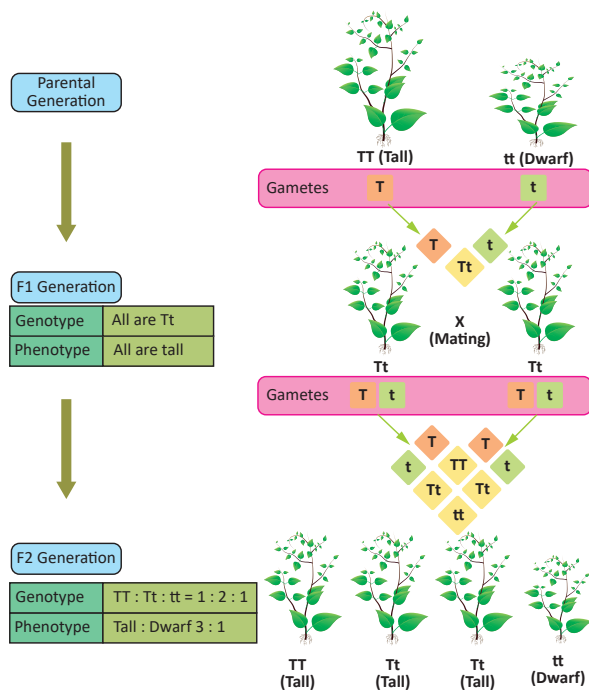 Parental
Generation
TT (Tall)
tt (Dwarf)
Gametes
T
t
T
t
Tt
F1 Generation
Genotype
All are Tt
Phenotype
All are tall
X
(Mating)
Tt
Tt
Gametes
T
t
T
t
T
T
t
TT
t
Tt
Tt
tt
F2 Generation
Genotype
TT : Tt : tt = 1 : 2 : 1
Phenotype
Tall : Dwarf 3 : 1
TT
(Tall)
Tt
(Tall)
Tt
(Tall)
tt
(Dwarf)